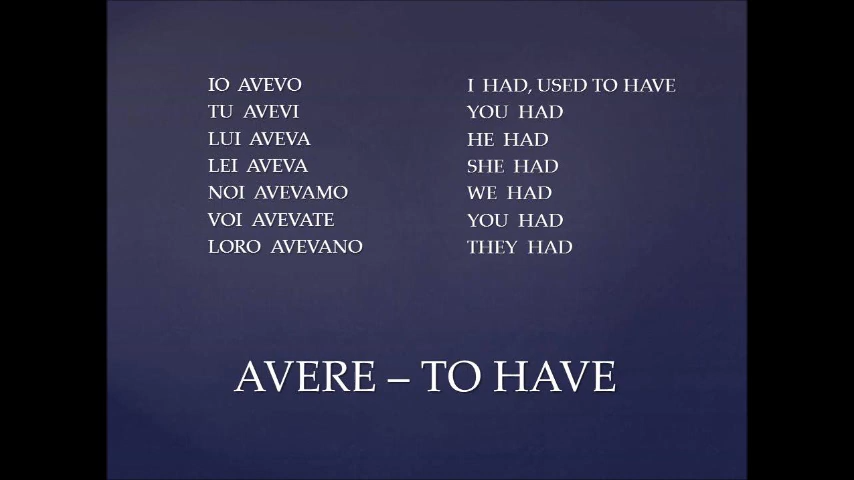 IO AVEVO I HAD, USED TO HAVE
TU AVEVI YOU HAD
LUI AVEVA HE HAD
LEI AVEVA SHE HAD
NOI AVEVAMO WE HAD
VOI AVEVATE YOU HAD
LORO AVEVANO THEY HAD
AVERE – TO HAVE